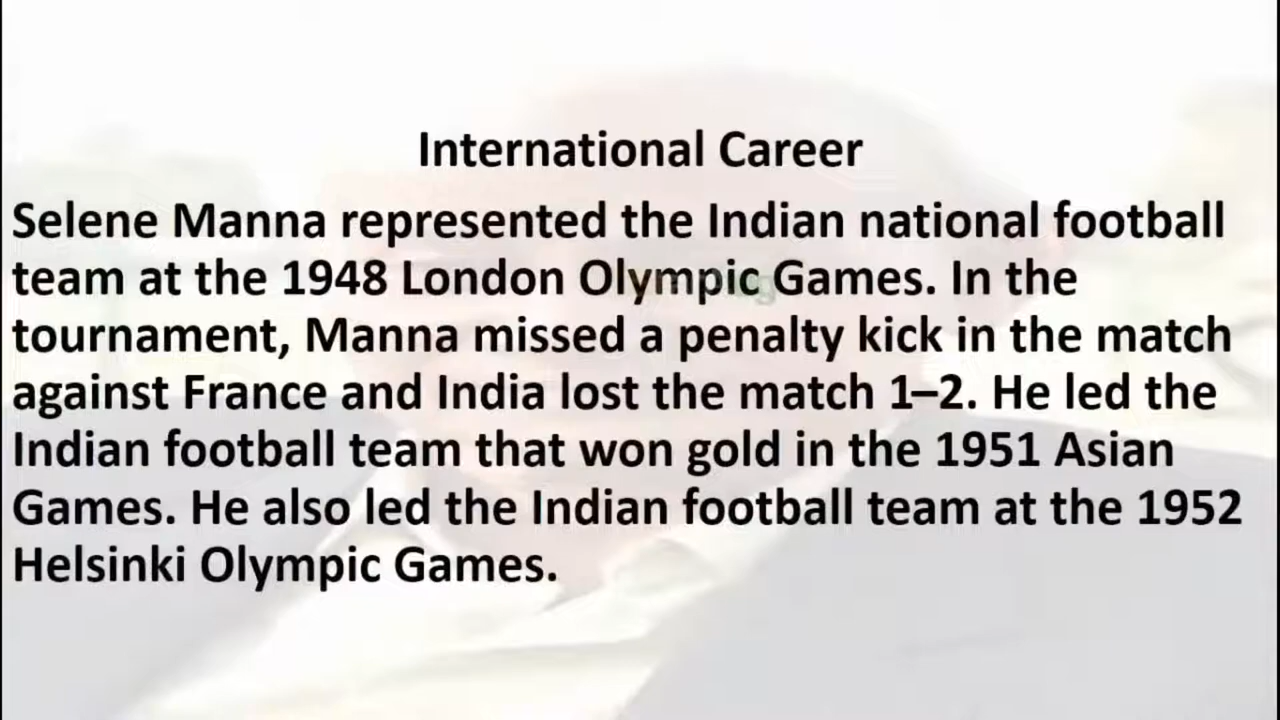 International Career
Selene Manna represented the Indian national football
team at the 1948 London Olympic Games. In the
tournament, Manna missed a penalty kick in the match
against France and India lost the match 1–2. He led the
Indian football team that won gold in the 1951 Asian
Games. He also led the Indian football team at the 1952
Helsinki Olympic Games.